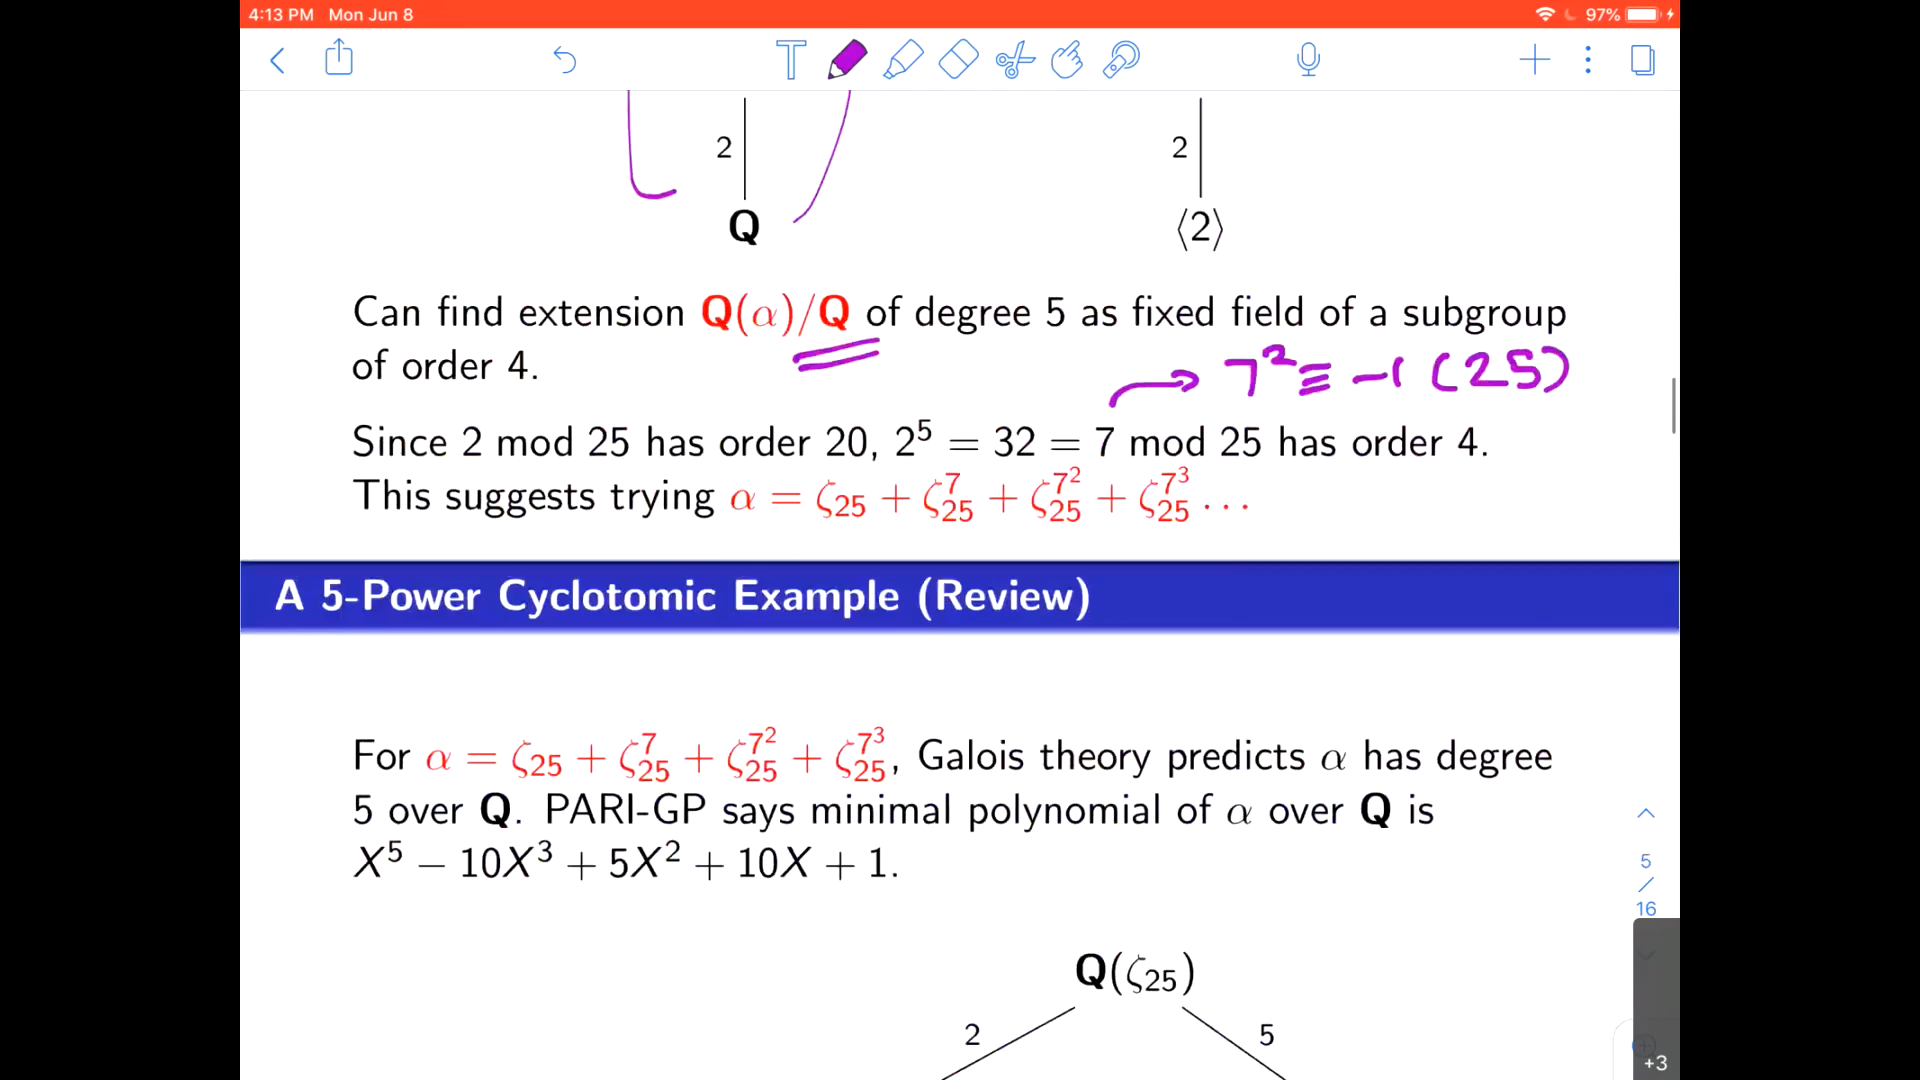 4:13 PM Mon Jun 8 97%
T
2 2
Q ⟨2⟩
Can find extension Q(α)/Q of degree 5 as fixed field of a subgroup
of order 4.
→ 7² ≡ -1 (25)
Since 2 mod 25 has order 20, 2⁵ = 32 = 7 mod 25 has order 4.
This suggests trying α = ζ₂₅ + ζ₂₅^7 + ζ₂₅^{7²} + ζ₂₅^{7³} ...
A 5-Power Cyclotomic Example (Review)
For α = ζ₂₅ + ζ₂₅^7 + ζ₂₅^{7²} + ζ₂₅^{7³}, Galois theory predicts α has degree
5 over Q. PARI-GP says minimal polynomial of α over Q is
X⁵ − 10X³ + 5X² + 10X + 1.
5
/
16
Q(ζ₂₅)
2 5
+3